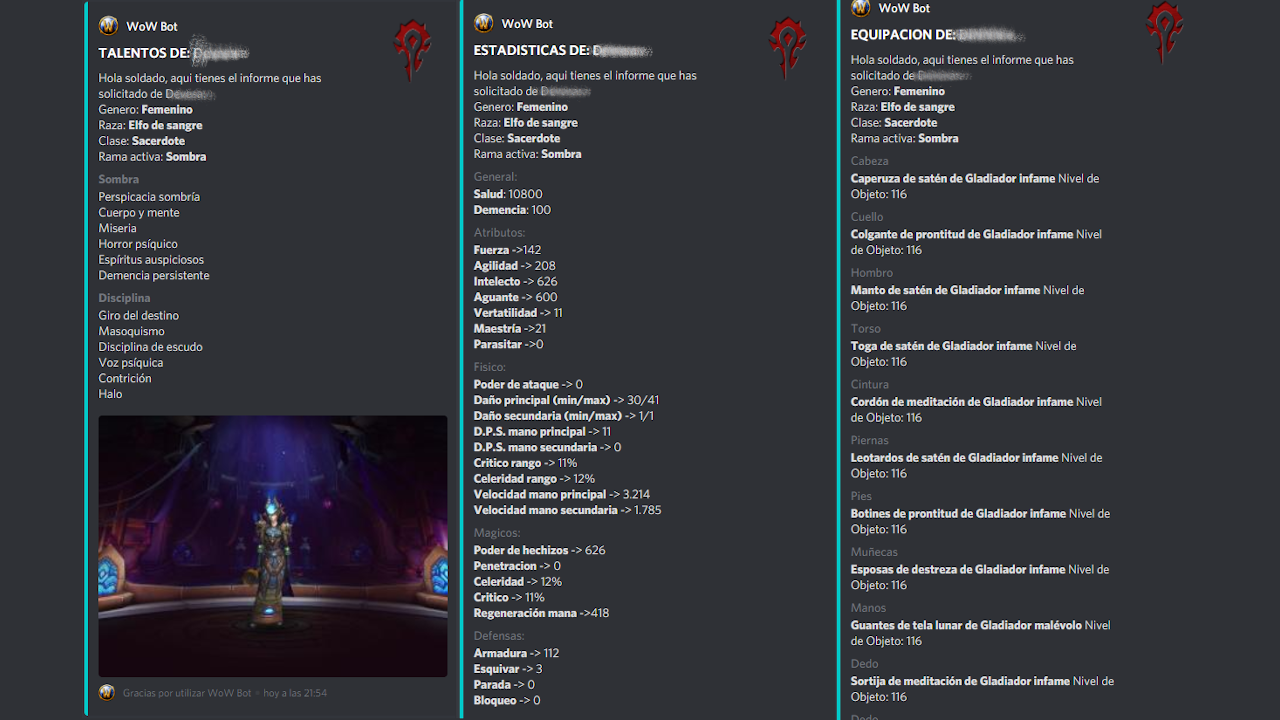 WoW Bot
TALENTOS DE:
Hola soldado, aqui tienes el informe que has
solicitado de
Genero: Femenino
Raza: Elfo de sangre
Clase: Sacerdote
Rama activa: Sombra
Sombra
Perspicacia sombría
Cuerpo y mente
Miseria
Horror psíquico
Espíritus auspiciosos
Demencia persistente
Disciplina
Giro del destino
Masoquismo
Disciplina de escudo
Voz psíquica
Contrición
Halo
Gracias por utilizar WoW Bot • hoy a las 21:54
WoW Bot
ESTADISTICAS DE:
Hola soldado, aqui tienes el informe que has
solicitado de
Genero: Femenino
Raza: Elfo de sangre
Clase: Sacerdote
Rama activa: Sombra
General:
Salud: 10800
Demencia: 100
Atributos:
Fuerza ->142
Agilidad -> 208
Intelecto -> 626
Aguante -> 600
Vertatilidad -> 11
Maestría ->21
Parasitar ->0
Fisico:
Poder de ataque -> 0
Daño principal (min/max) -> 30/41
Daño secundaria (min/max) -> 1/1
D.P.S. mano principal -> 11
D.P.S. mano secundaria -> 0
Critico rango -> 11%
Celeridad rango -> 12%
Velocidad mano principal -> 3.214
Velocidad mano secundaria -> 1.785
Magicos:
Poder de hechizos -> 626
Penetracion -> 0
Celeridad -> 12%
Critico -> 11%
Regeneración mana ->418
Defensas:
Armadura -> 112
Esquivar -> 3
Parada -> 0
Bloqueo -> 0
WoW Bot
EQUIPACION DE:
Hola soldado, aqui tienes el informe que has
solicitado de
Genero: Femenino
Raza: Elfo de sangre
Clase: Sacerdote
Rama activa: Sombra
Cabeza
Caperuza de satén de Gladiador infame Nivel de
Objeto: 116
Cuello
Colgante de prontitud de Gladiador infame Nivel
de Objeto: 116
Hombro
Manto de satén de Gladiador infame Nivel de
Objeto: 116
Torso
Toga de satén de Gladiador infame Nivel de
Objeto: 116
Cintura
Cordón de meditación de Gladiador infame Nivel
de Objeto: 116
Piernas
Leotardos de satén de Gladiador infame Nivel de
Objeto: 116
Pies
Botines de prontitud de Gladiador infame Nivel de
Objeto: 116
Muñecas
Esposas de destreza de Gladiador infame Nivel de
Objeto: 116
Manos
Guantes de tela lunar de Gladiador malévolo Nivel
de Objeto: 116
Dedo
Sortija de meditación de Gladiador infame Nivel de
Objeto: 116
Dedo